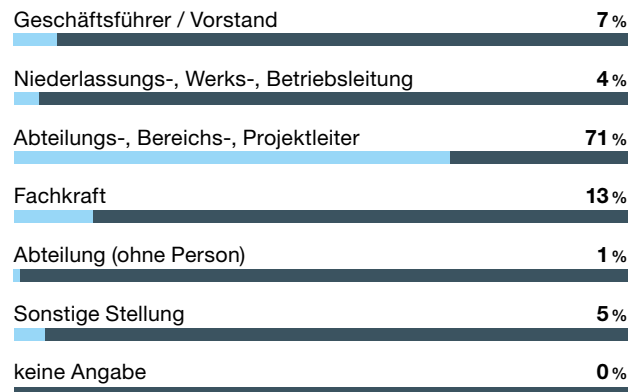 Geschäftsführer / Vorstand 7 %
Niederlassungs-, Werks-, Betriebsleitung 4 %
Abteilungs-, Bereichs-, Projektleiter 71 %
Fachkraft 13 %
Abteilung (ohne Person) 1 %
Sonstige Stellung 5 %
keine Angabe 0 %